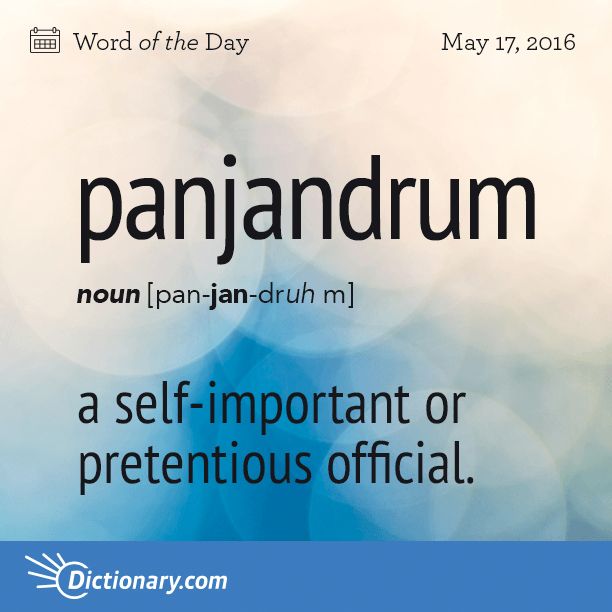 Word of the Day May 17, 2016
panjandrum
noun [pan-jan-druh m]
a self-important or
pretentious official.
Dictionary.com